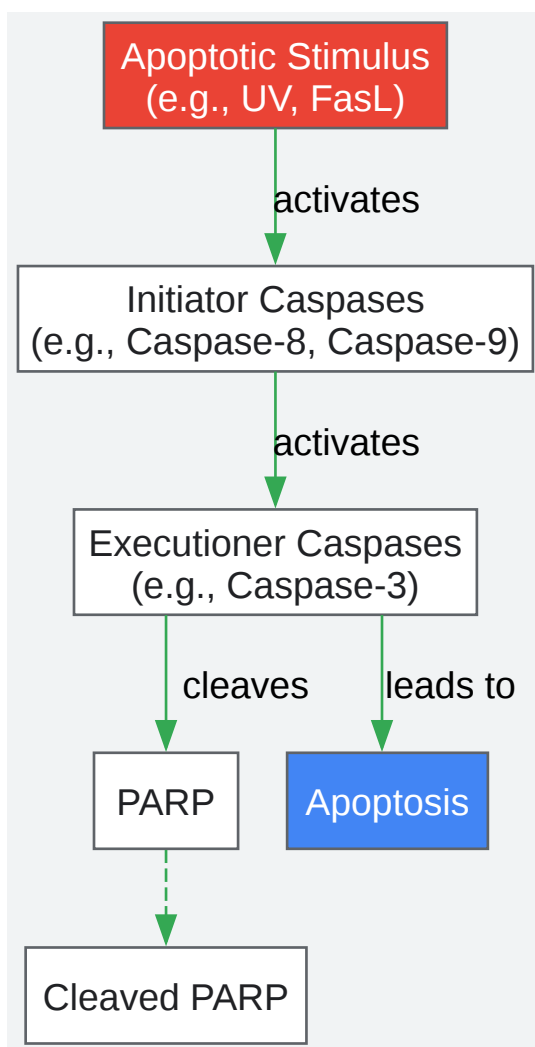 Apoptotic Stimulus
(e.g., UV, FasL)
activates
Initiator Caspases
(e.g., Caspase-8, Caspase-9)
activates
Executioner Caspases
(e.g., Caspase-3)
cleaves
leads to
PARP
Apoptosis
Cleaved PARP